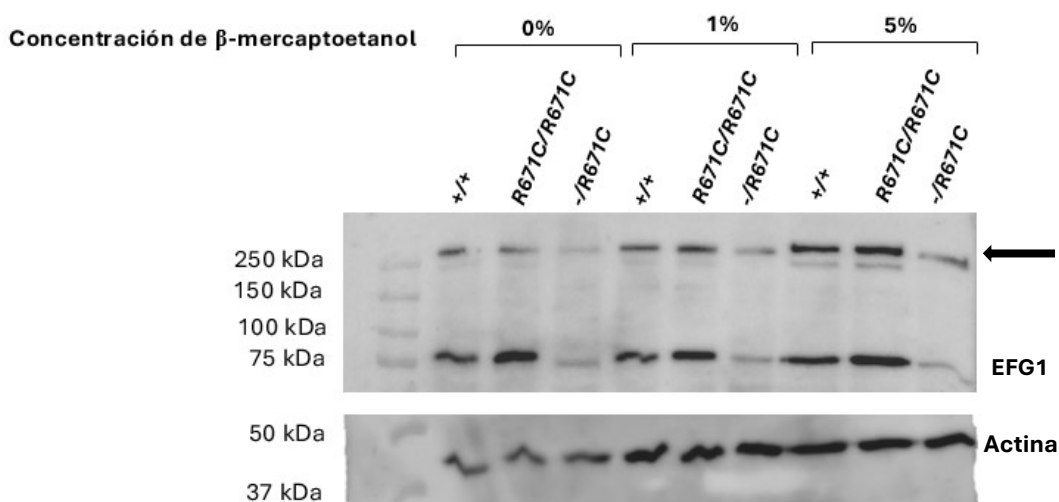 Concentración de β-mercaptoetanol
0% 1% 5%
+/+ R671C/R671C -/R671C +/+ R671C/R671C -/R671C +/+ R671C/R671C -/R671C
250 kDa
150 kDa
100 kDa
75 kDa
EFG1
50 kDa
Actina
37 kDa